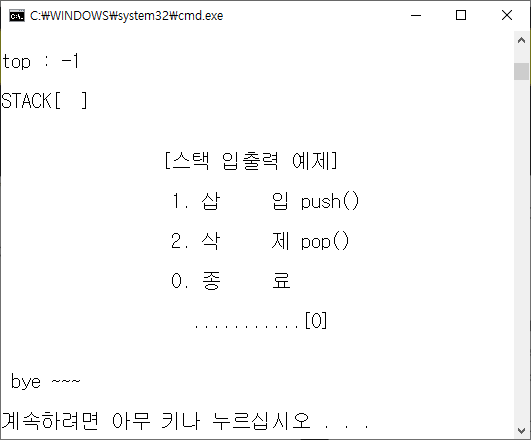 C:\WINDOWS\system32\cmd.exe
top : -1
STACK[  ]
[스택 입출력 예제]
1. 삽    입 push()
2. 삭    제 pop()
0. 종    료
...........[0]
bye ~~~
계속하려면 아무 키나 누르십시오 . . .